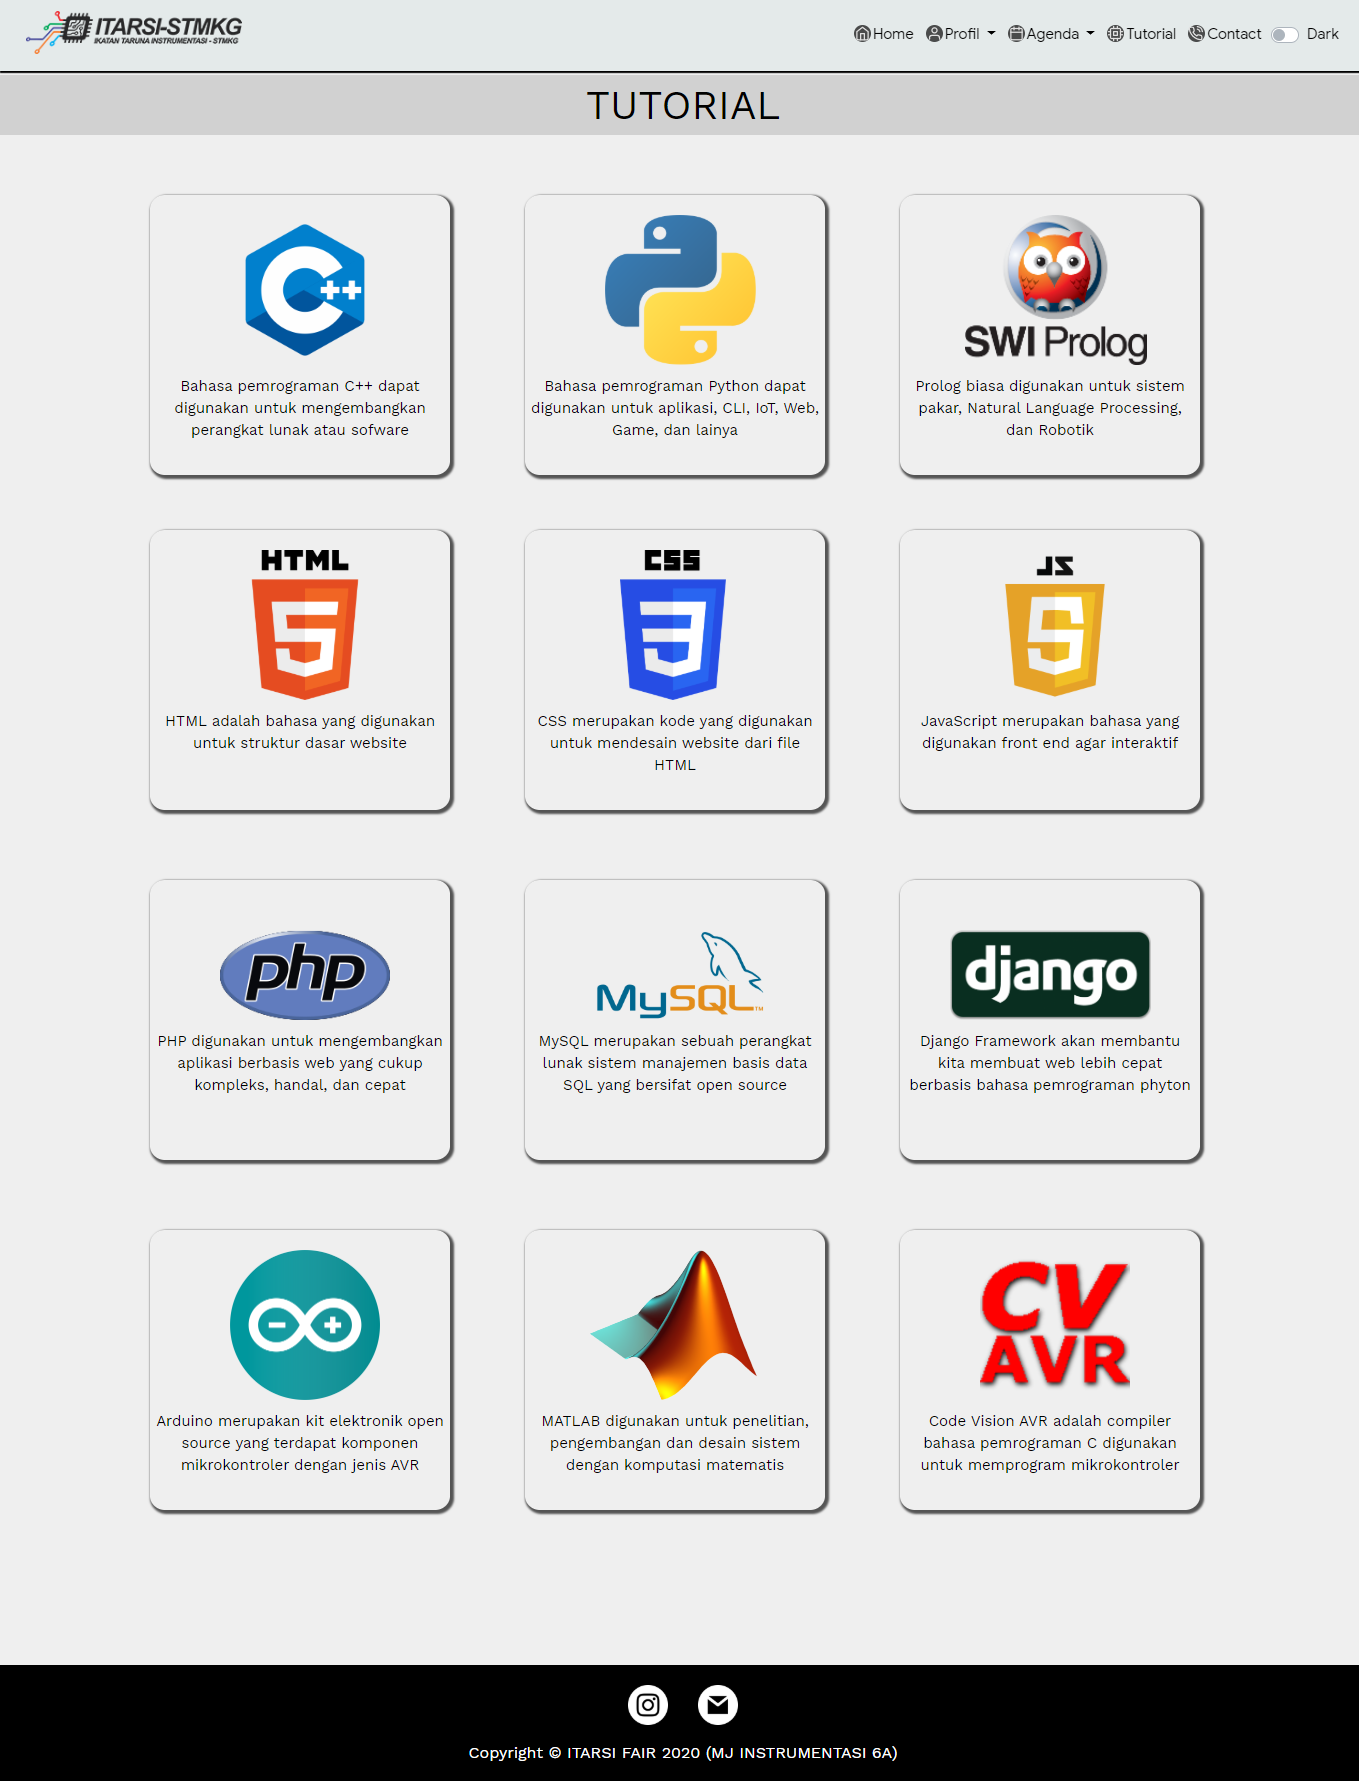 ITARSI-STMKG
IKATAN TARUNA INSTRUMENTASI - STMKG
Home Profil Agenda Tutorial Contact Dark
TUTORIAL
C++
Bahasa pemrograman C++ dapat
digunakan untuk mengembangkan
perangkat lunak atau sofware
Bahasa pemrograman Python dapat
digunakan untuk aplikasi, CLI, IoT, Web,
Game, dan lainya
SWI Prolog
Prolog biasa digunakan untuk sistem
pakar, Natural Language Processing,
dan Robotik
HTML
5
HTML adalah bahasa yang digunakan
untuk struktur dasar website
CSS
3
CSS merupakan kode yang digunakan
untuk mendesain website dari file
HTML
JS
5
JavaScript merupakan bahasa yang
digunakan front end agar interaktif
php
PHP digunakan untuk mengembangkan
aplikasi berbasis web yang cukup
kompleks, handal, dan cepat
MySQL™
MySQL merupakan sebuah perangkat
lunak sistem manajemen basis data
SQL yang bersifat open source
django
Django Framework akan membantu
kita membuat web lebih cepat
berbasis bahasa pemrograman phyton
Arduino merupakan kit elektronik open
source yang terdapat komponen
mikrokontroler dengan jenis AVR
MATLAB digunakan untuk penelitian,
pengembangan dan desain sistem
dengan komputasi matematis
CV
AVR
Code Vision AVR adalah compiler
bahasa pemrograman C digunakan
untuk memprogram mikrokontroler
Copyright © ITARSI FAIR 2020 (MJ INSTRUMENTASI 6A)